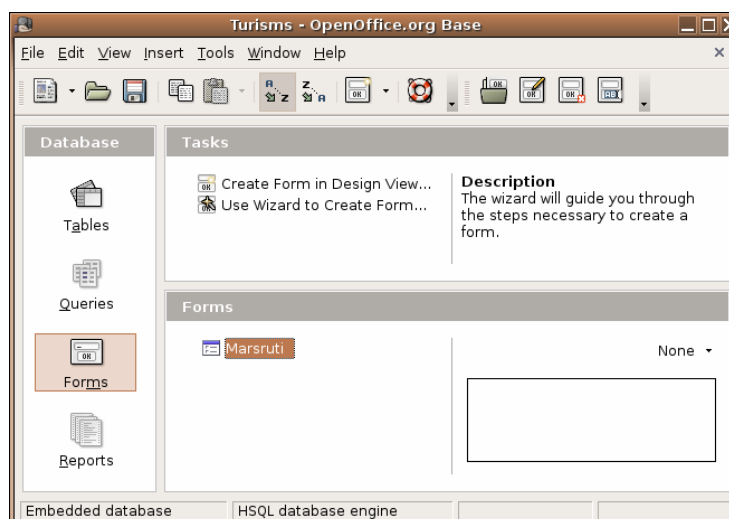 Turisms - OpenOffice.org Base
File Edit View Insert Tools Window Help
Database
Tasks
Create Form in Design View...
Use Wizard to Create Form...
Description
The wizard will guide you through
the steps necessary to create a
form.
Tables
Queries
Forms
Reports
Forms
Marsruti
None
Embedded database
HSQL database engine